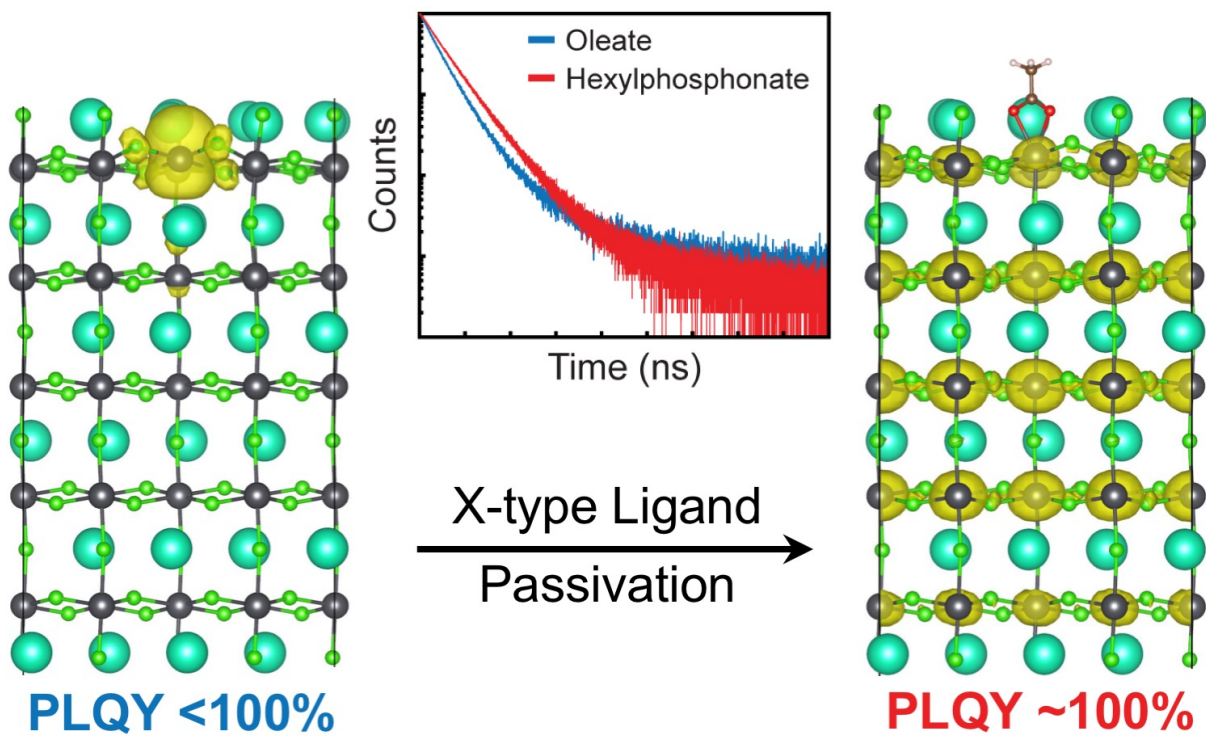 Oleate
Hexylphosphonate
Counts
Time (ns)
X-type Ligand
Passivation
PLQY <100%
PLQY ~100%